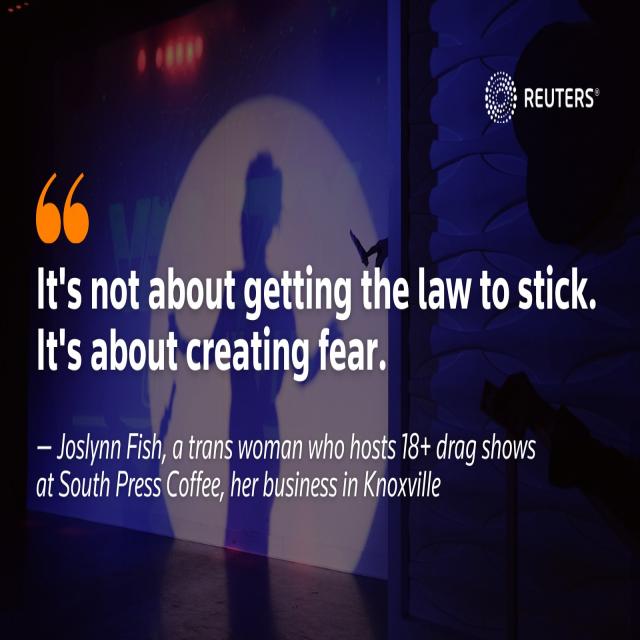 REUTERS®
“
It's not about getting the law to stick.
It's about creating fear.
— Joslynn Fish, a trans woman who hosts 18+ drag shows
at South Press Coffee, her business in Knoxville